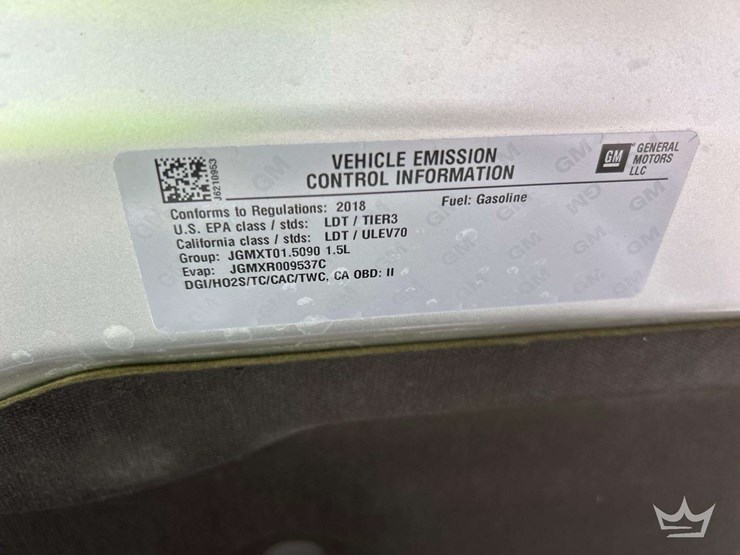 J6210953
VEHICLE EMISSION
CONTROL INFORMATION
GM
GENERAL
MOTORS
LLC
Conforms to Regulations: 2018
Fuel: Gasoline
U.S. EPA class / stds: LDT / TIER3
California class / stds: LDT / ULEV70
Group: JGMXT01.5090 1.5L
Evap: JGMXR009537C
DGI/HO2S/TC/CAC/TWC, CA OBD: II